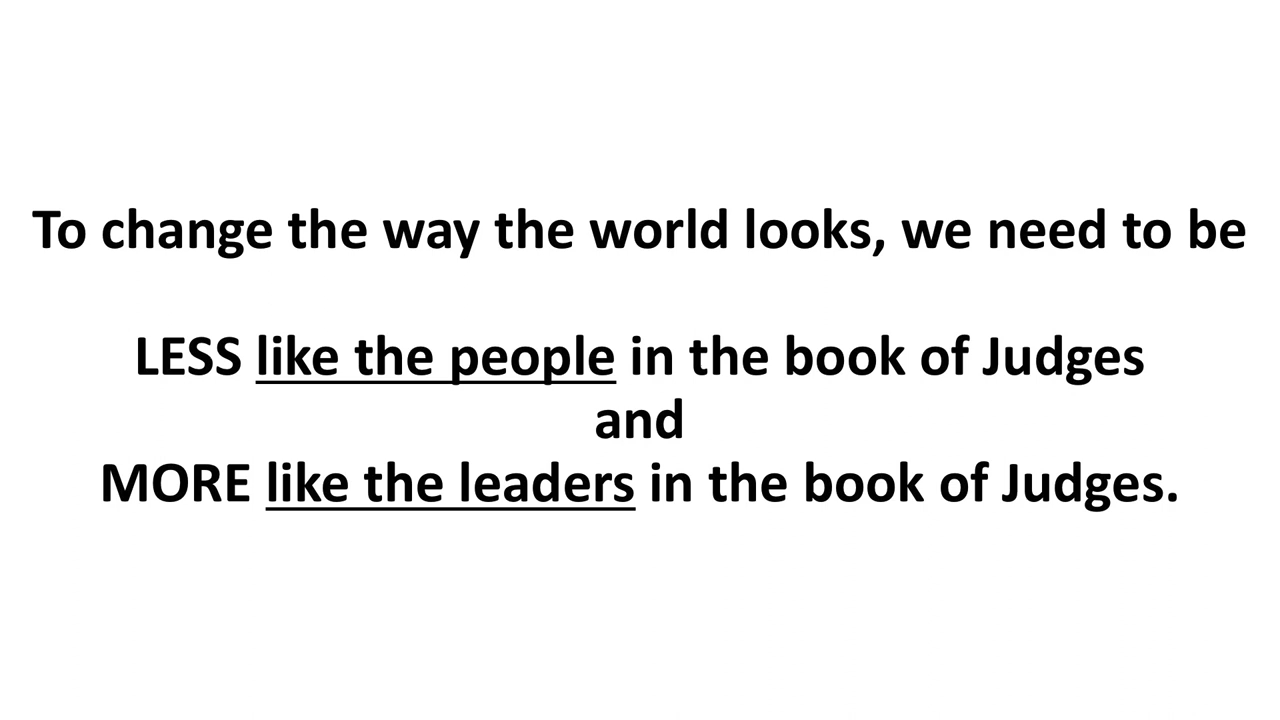 To change the way the world looks, we need to be
LESS like the people in the book of Judges
and
MORE like the leaders in the book of Judges.